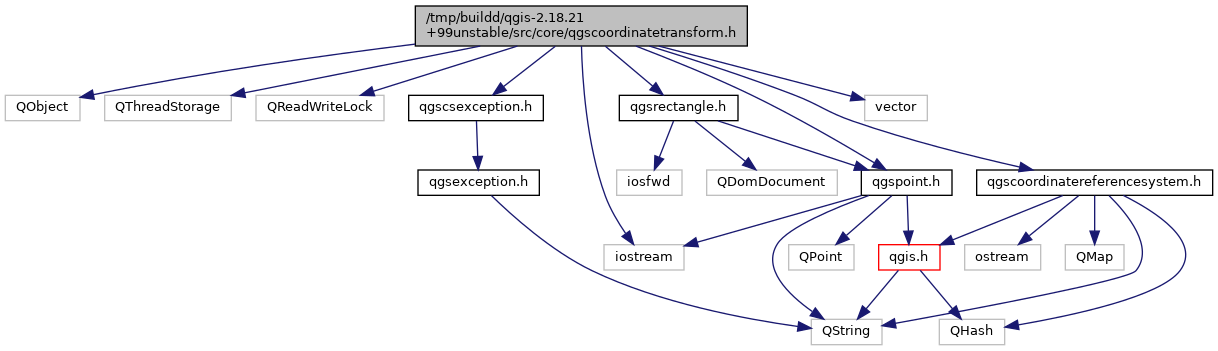 /tmp/buildd/qgis-2.18.21
+99unstable/src/core/qgscoordinatetransform.h
QObject
QThreadStorage
QReadWriteLock
qgscsexception.h
qgsrectangle.h
vector
qgsexception.h
iosfwd
QDomDocument
qgspoint.h
qgscoordinatereferencesystem.h
iostream
QPoint
qgis.h
ostream
QMap
QString
QHash